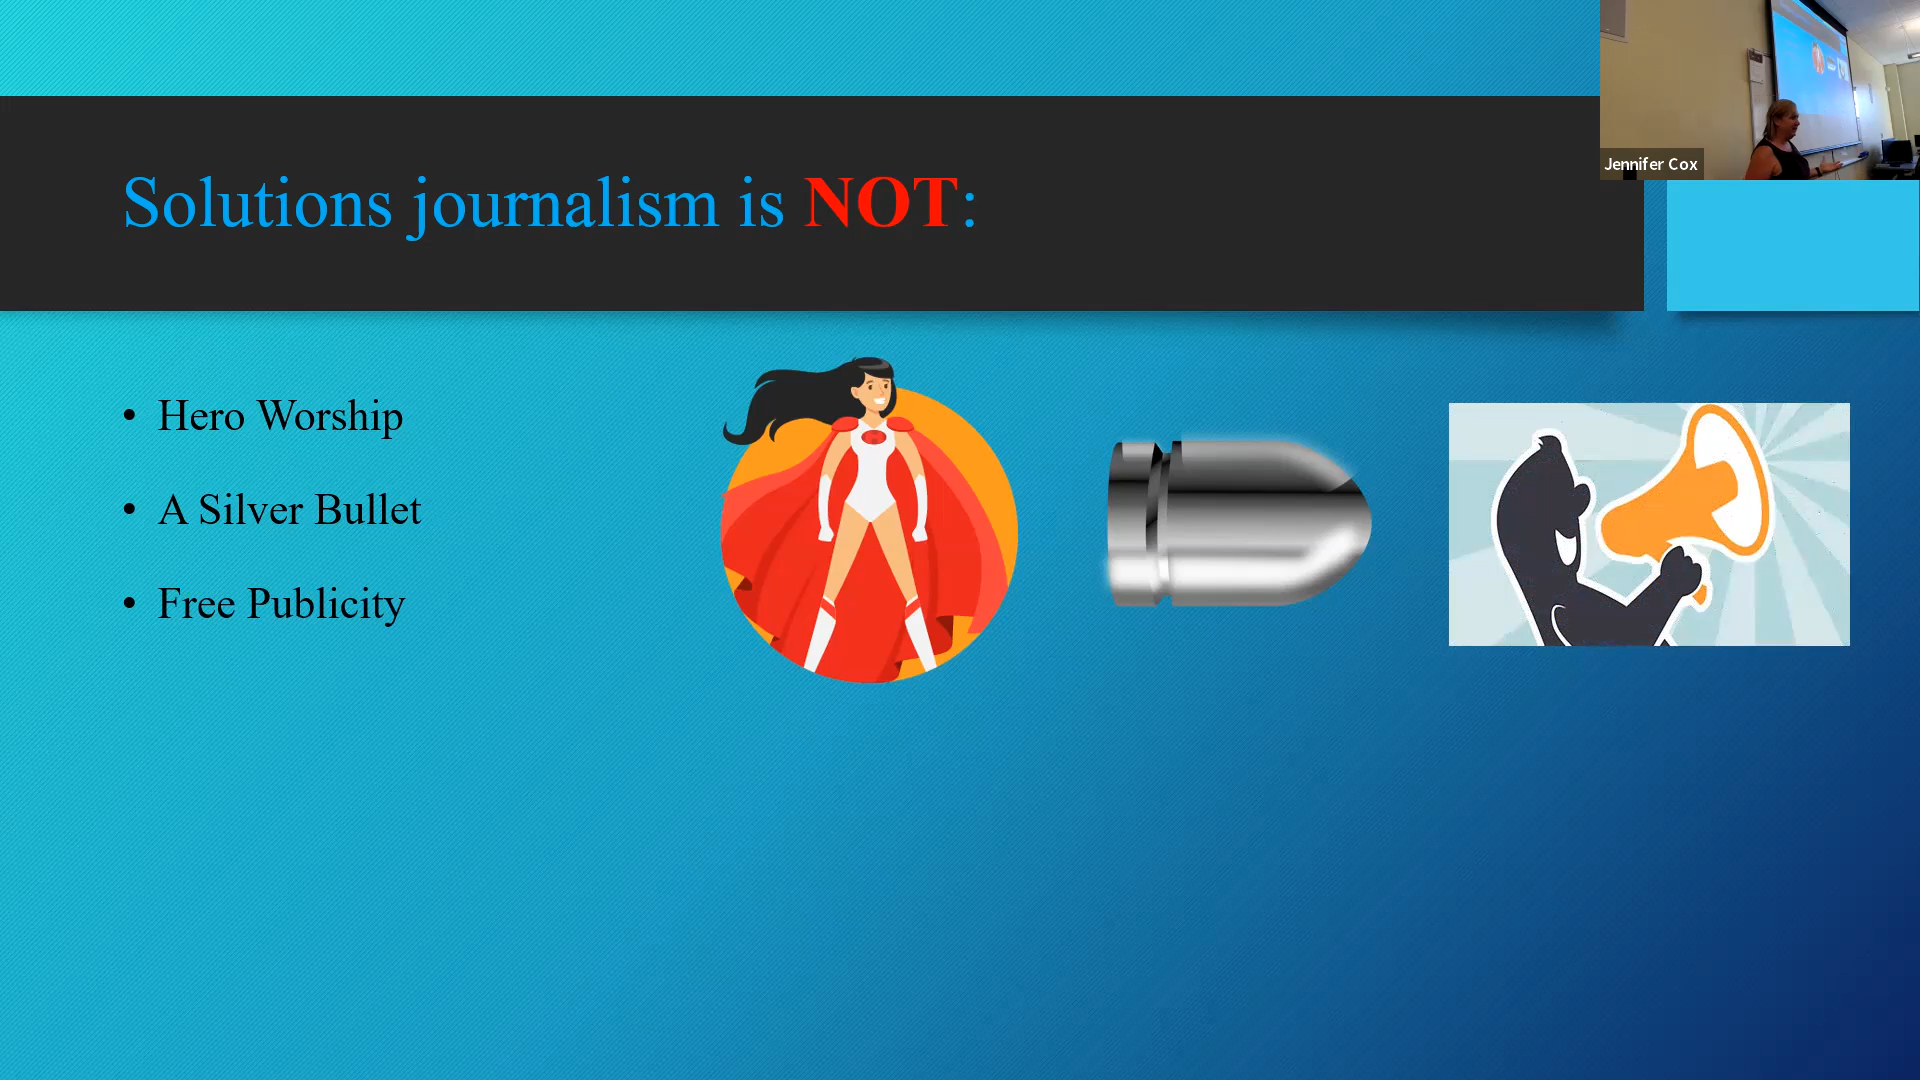 Jennifer Cox
Solutions journalism is NOT:
• Hero Worship
• A Silver Bullet
• Free Publicity